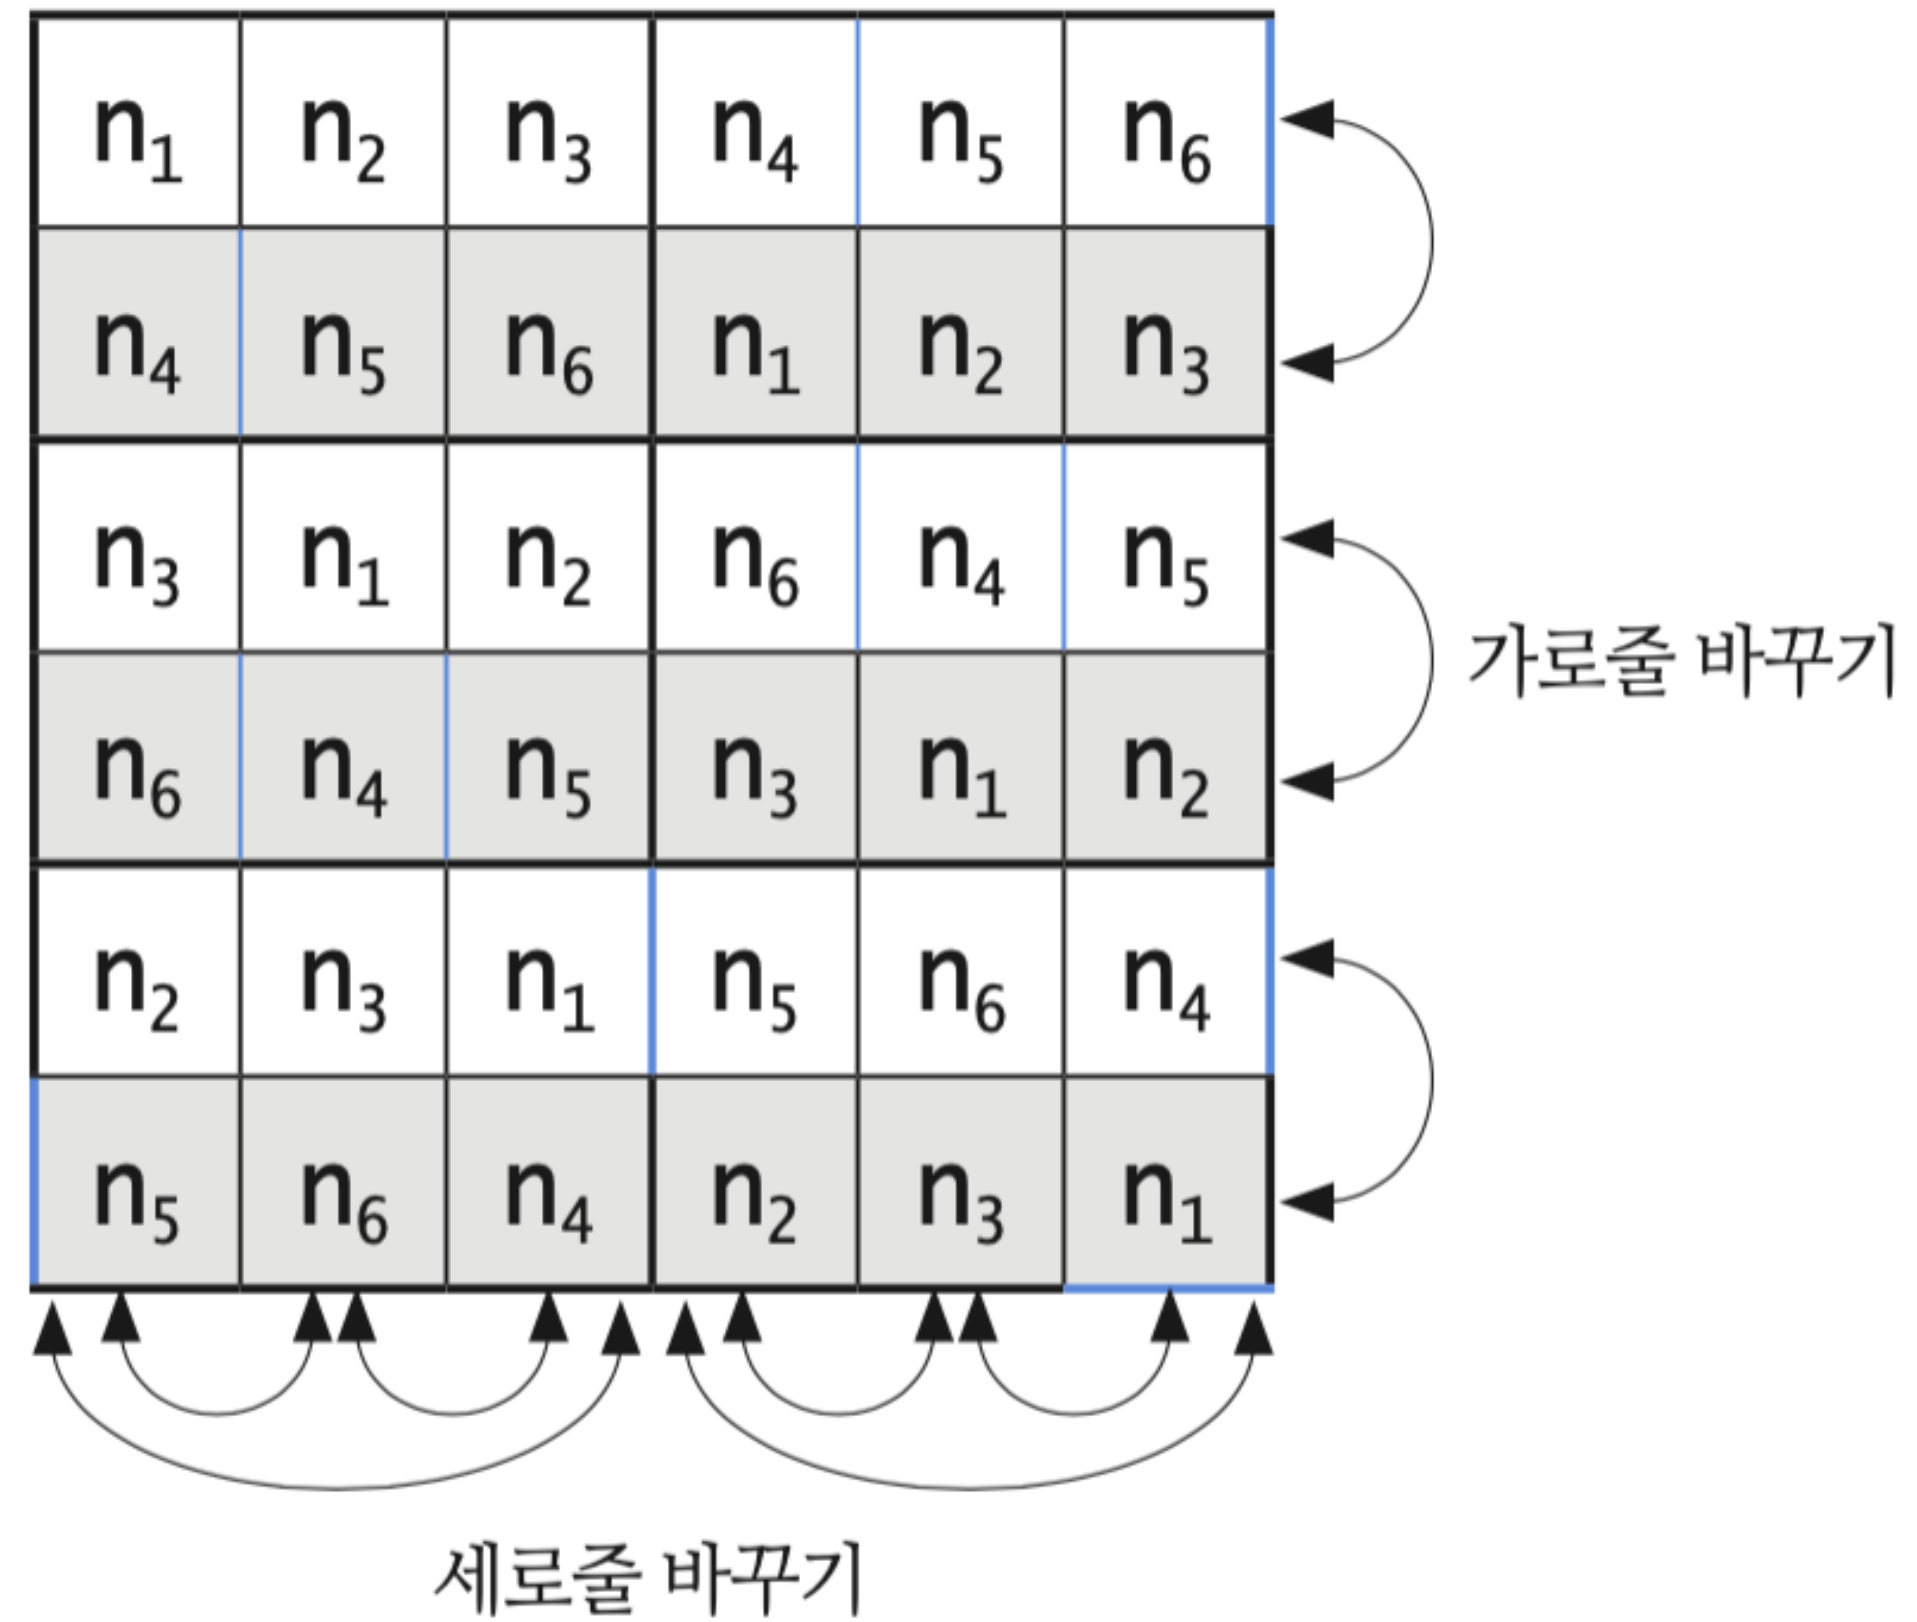 n₁ n₂ n₃ n₄ n₅ n₆
n₄ n₅ n₆ n₁ n₂ n₃
n₃ n₁ n₂ n₆ n₄ n₅
가로줄 바꾸기
n₆ n₄ n₅ n₃ n₁ n₂
n₂ n₃ n₁ n₅ n₆ n₄
n₅ n₆ n₄ n₂ n₃ n₁
세로줄 바꾸기